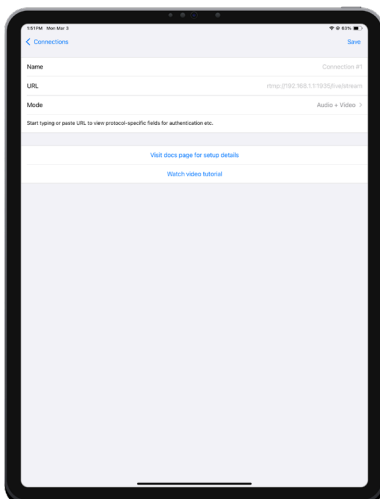 1:51 PM Mon Mar 3
63%
Connections
Save
Name
Connection #1
URL
rtmp://192.168.1.1:1935/live/stream
Mode
Audio + Video
Start typing or paste URL to view protocol-specific fields for authentication etc.
Visit docs page for setup details
Watch video tutorial